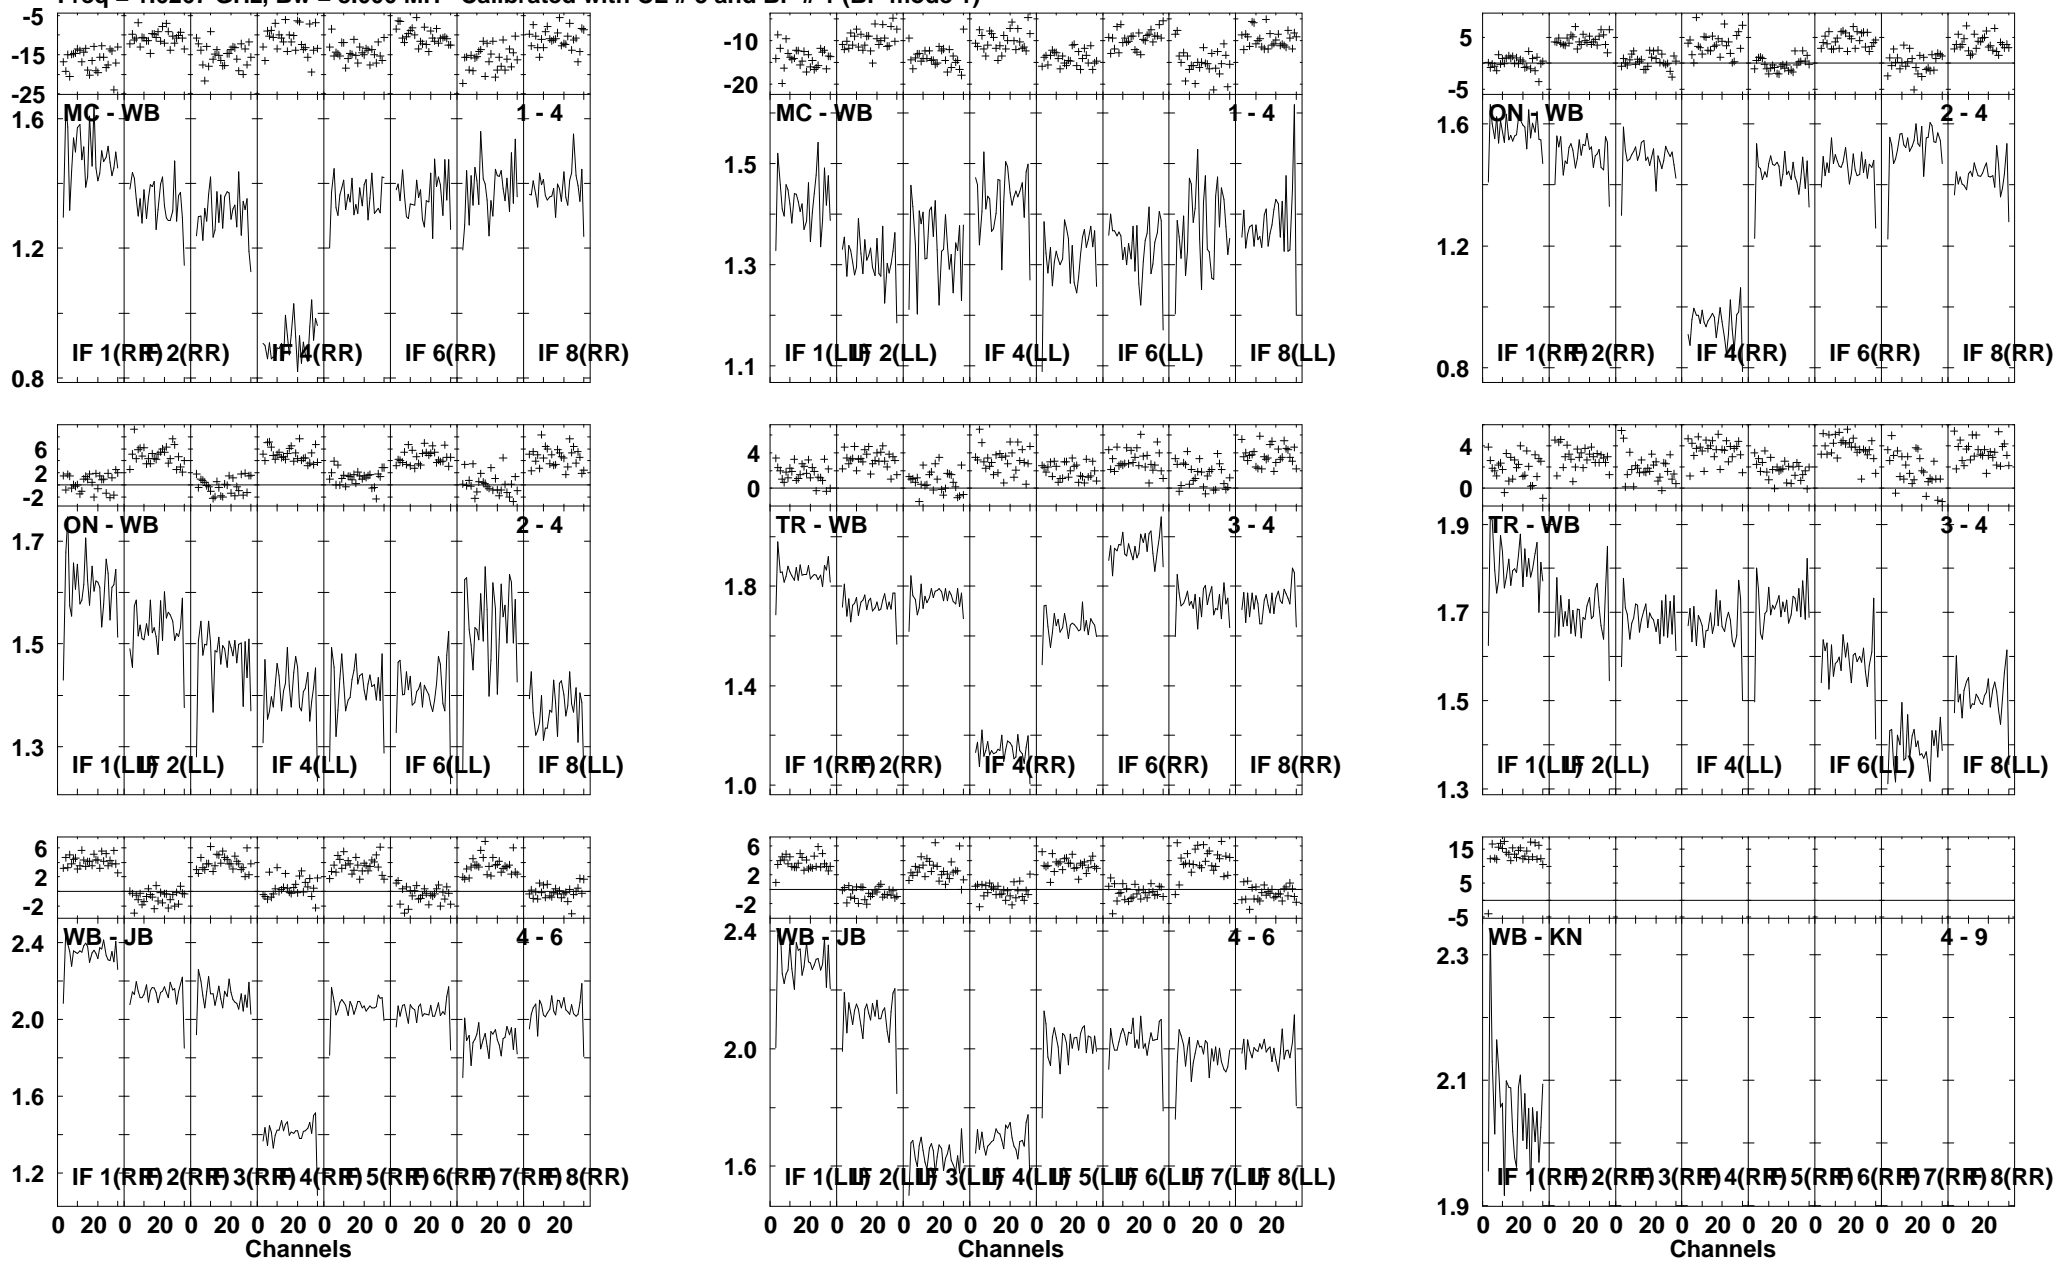 Calibrated with and (BP mode 1)
-5
-15
-25
MC - WB 1 - 4
1.6
1.2
0.8
IF 1(RR) IF 2(RR) IF 4(RR) IF 6(RR) IF 8(RR)
-10
-20
MC - WB 1 - 4
1.5
1.3
1.1
IF 1(LL) IF 2(LL) IF 4(LL) IF 6(LL) IF 8(LL)
5
-5
ON - WB 2 - 4
1.6
1.2
0.8
IF 1(RR) IF 2(RR) IF 4(RR) IF 6(RR) IF 8(RR)
6
2
-2
ON - WB 2 - 4
1.7
1.5
1.3
IF 1(LL) IF 2(LL) IF 4(LL) IF 6(LL) IF 8(LL)
4
0
TR - WB 3 - 4
1.8
1.4
1.0
IF 1(RR) IF 2(RR) IF 4(RR) IF 6(RR) IF 8(RR)
4
0
TR - WB 3 - 4
1.9
1.7
1.5
1.3
IF 1(LL) IF 2(LL) IF 4(LL) IF 6(LL) IF 8(LL)
6
2
-2
WB - JB 4 - 6
2.4
2.0
1.6
1.2
IF 1(RR) IF 2(RR) IF 3(RR) IF 4(RR) IF 5(RR) IF 6(RR) IF 7(RR) IF 8(RR)
0 20 0 20 0 20 0 20 0 20 0 20 0 20 0 20
Channels
6
2
-2
WB - JB 4 - 6
2.4
2.0
1.6
IF 1(LL) IF 2(LL) IF 3(LL) IF 4(LL) IF 5(LL) IF 6(LL) IF 7(LL) IF 8(LL)
0 20 0 20 0 20 0 20 0 20 0 20 0 20 0 20
Channels
15
5
-5
WB - KN 4 - 9
2.3
2.1
1.9
IF 1(RR) IF 2(RR) IF 3(RR) IF 4(RR) IF 5(RR) IF 6(RR) IF 7(RR) IF 8(RR)
0 20 0 20 0 20 0 20 0 20 0 20 0 20 0 20
Channels